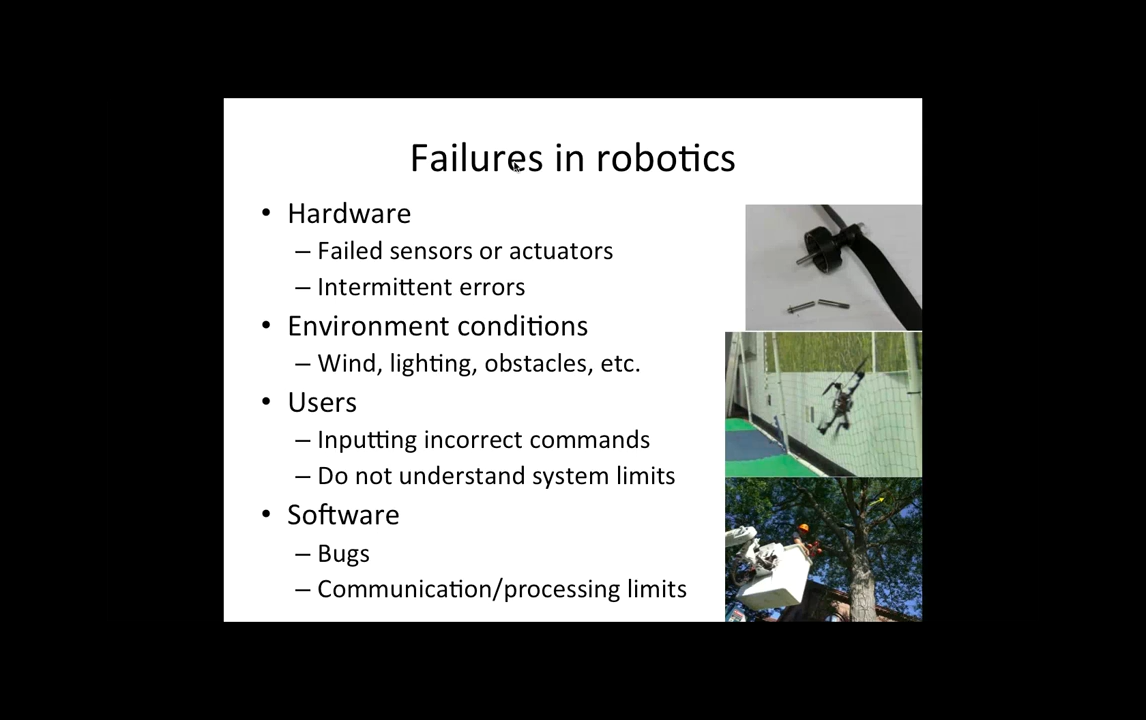 Failures in robotics
• Hardware
– Failed sensors or actuators
– Intermittent errors
• Environment conditions
– Wind, lighting, obstacles, etc.
• Users
– Inputting incorrect commands
– Do not understand system limits
• Software
– Bugs
– Communication/processing limits